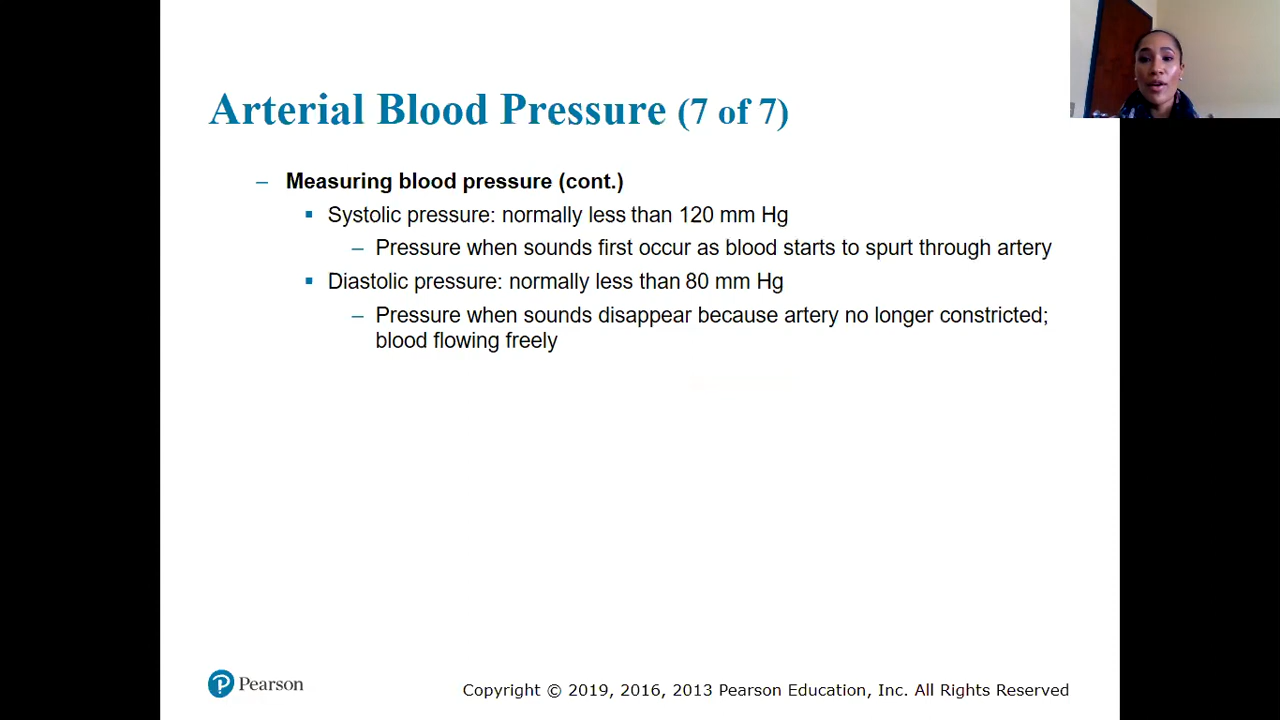 Arterial Blood Pressure (7 of 7)
– Measuring blood pressure (cont.)
▪ Systolic pressure: normally less than 120 mm Hg
– Pressure when sounds first occur as blood starts to spurt through artery
▪ Diastolic pressure: normally less than 80 mm Hg
– Pressure when sounds disappear because artery no longer constricted;
blood flowing freely
Pearson
Copyright © 2019, 2016, 2013 Pearson Education, Inc. All Rights Reserved